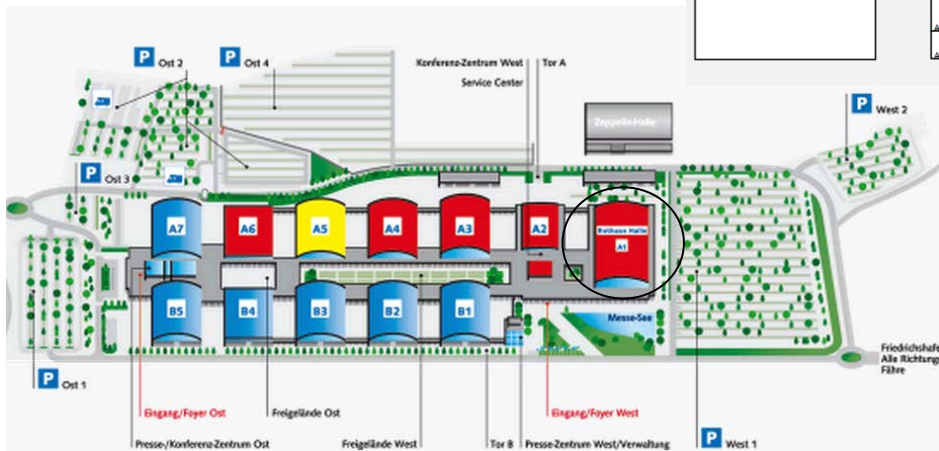 P Ost 2
P Ost 4
Konferenz-Zentrum West
Tor A
Service Center
P West 2
Zeppelin-Halle
P Ost 3
A7
A6
A5
A4
A3
A2
Rothaus Halle
A1
B5
B4
B3
B2
B1
Messe-See
P Ost 1
Friedrichshafe
Alle Richtung
Fähre
Eingang/Foyer Ost
Freigelände Ost
Eingang/Foyer West
Presse-/Konferenz-Zentrum Ost
Freigelände West
Tor B
Presse-Zentrum West/Verwaltung
P West 1